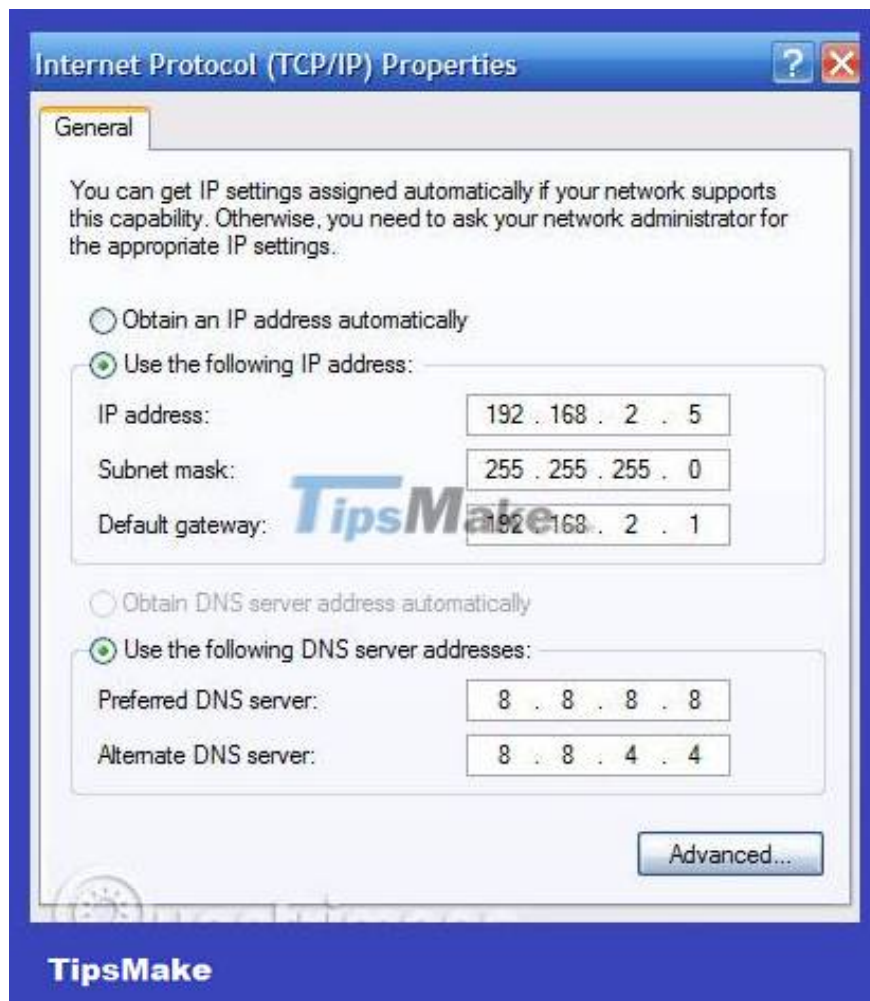 Internet Protocol (TCP/IP) Properties
?
General
You can get IP settings assigned automatically if your network supports
this capability. Otherwise, you need to ask your network administrator for
the appropriate IP settings.
Obtain an IP address automatically
Use the following IP address:
IP address: 192 . 168 . 2 . 5
Subnet mask: 255 . 255 . 255 . 0
Default gateway: 192 . 168 . 2 . 1
TipsMake
Obtain DNS server address automatically
Use the following DNS server addresses:
Preferred DNS server: 8 . 8 . 8 . 8
Alternate DNS server: 8 . 8 . 4 . 4
Advanced...
TipsMake